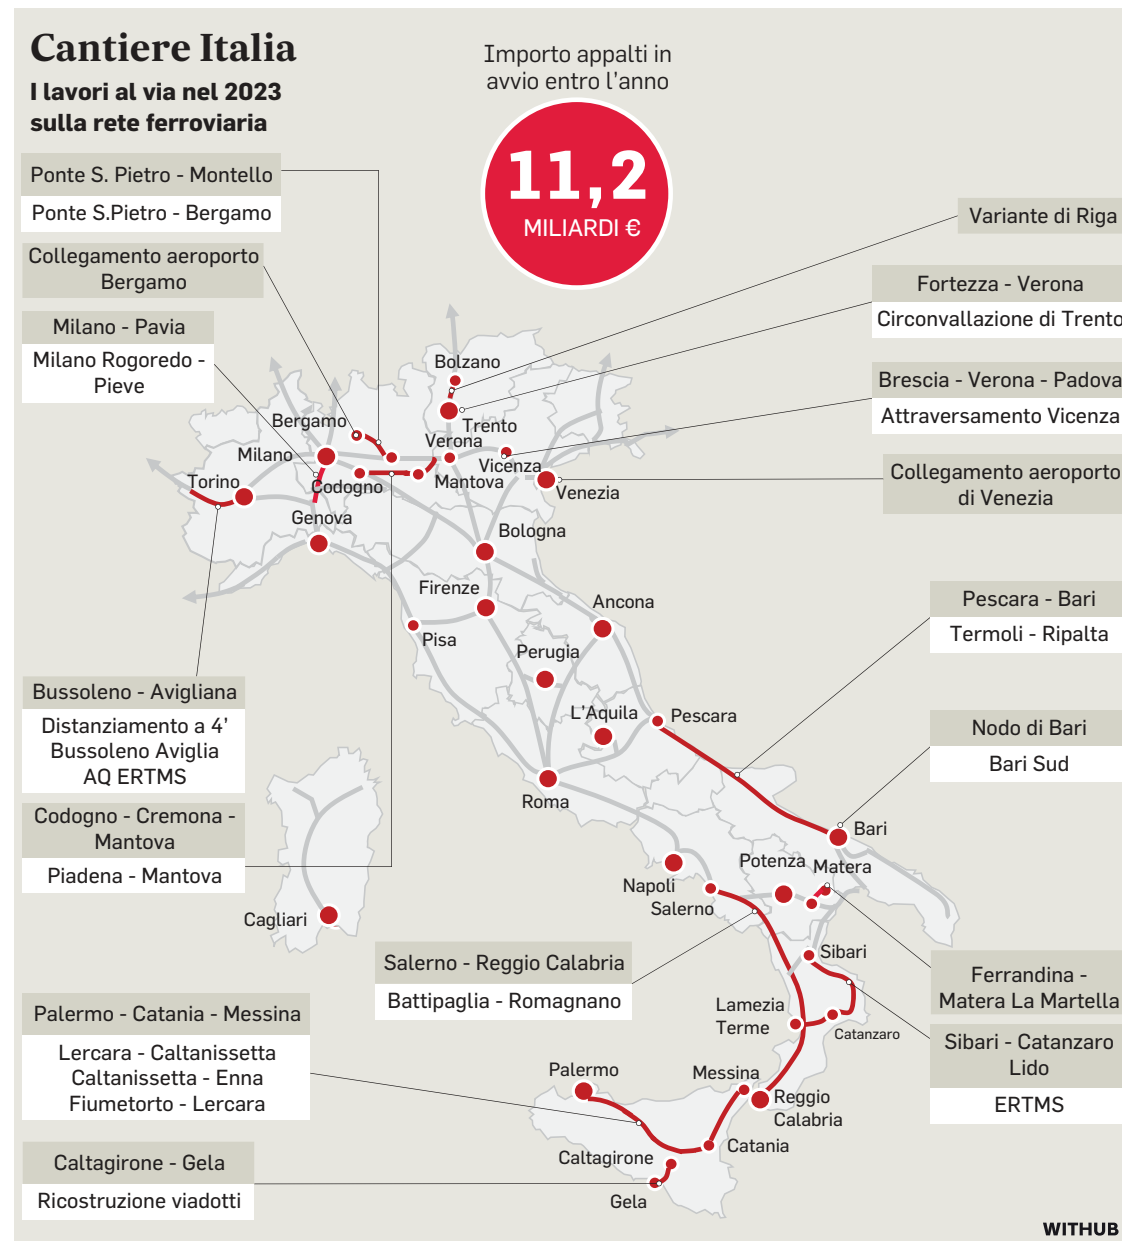 Cantiere Italia
I lavori al via nel 2023
sulla rete ferroviaria
Importo appalti in
avvio entro l'anno
11,2
MILIARDI €
Ponte S. Pietro - Montello
Ponte S.Pietro - Bergamo
Collegamento aeroporto
Bergamo
Milano - Pavia
Milano Rogoredo -
Pieve
Variante di Riga
Fortezza - Verona
Circonvallazione di Trento
Brescia - Verona - Padova
Attraversamento Vicenza
Collegamento aeroporto
di Venezia
Pescara - Bari
Termoli - Ripalta
Nodo di Bari
Bari Sud
Bussoleno - Avigliana
Distanziamento a 4’
Bussoleno Aviglia
AQ ERTMS
Codogno - Cremona -
Mantova
Piadena - Mantova
Salerno - Reggio Calabria
Battipaglia - Romagnano
Ferrandina -
Matera La Martella
Sibari - Catanzaro
Lido
ERTMS
Palermo - Catania - Messina
Lercara - Caltanissetta
Caltanissetta - Enna
Fiumetorto - Lercara
Caltagirone - Gela
Ricostruzione viadotti
Bolzano
Bergamo
Trento
Verona
Milano
Vicenza
Torino
Codogno
Mantova
Venezia
Genova
Bologna
Firenze
Ancona
Pisa
Perugia
L'Aquila
Pescara
Roma
Bari
Potenza
Matera
Napoli
Salerno
Cagliari
Sibari
Lamezia
Terme
Catanzaro
Palermo
Messina
Reggio
Calabria
Catania
Caltagirone
Gela
WITHUB